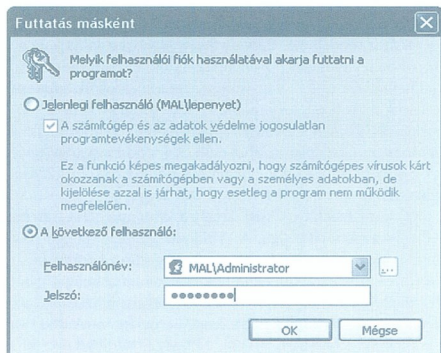 Futtatás másként
Melyik felhasználói fiók használatával akarja futtatni a
programot?
Jelenlegi felhasználó (MAL\lepenyet)
A számítógép és az adatok védelme jogosulatlan
programtevékenységek ellen.
Ez a funkció képes megakadályozni, hogy számítógépes vírusok kárt
okozzanak a számítógépben vagy a személyes adatokban, de
kijelölése azzal is járhat, hogy esetleg a program nem működik
megfelelően.
A következő felhasználó:
Felhasználónév: MAL\Administrator ...
Jelszó: ••••••••
OK Mégse